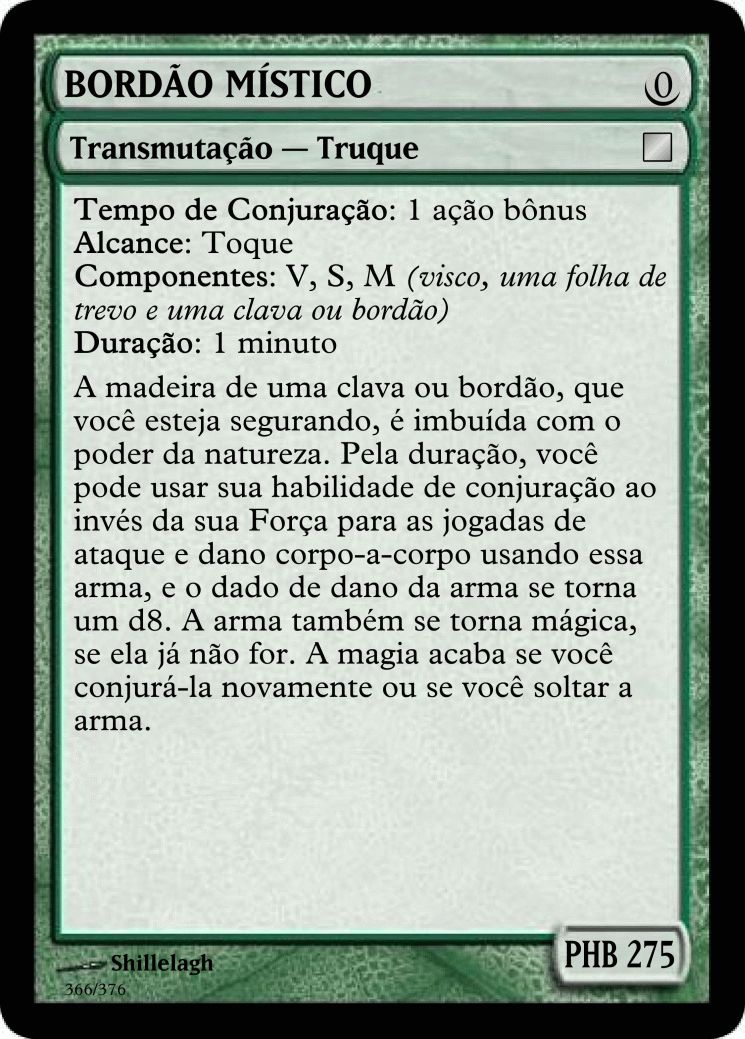 BORDÃO MÍSTICO 0
Transmutação — Truque
Tempo de Conjuração: 1 ação bônus
Alcance: Toque
Componentes: V, S, M (visco, uma folha de
trevo e uma clava ou bordão)
Duração: 1 minuto
A madeira de uma clava ou bordão, que
você esteja segurando, é imbuída com o
poder da natureza. Pela duração, você
pode usar sua habilidade de conjuração ao
invés da sua Força para as jogadas de
ataque e dano corpo-a-corpo usando essa
arma, e o dado de dano da arma se torna
um d8. A arma também se torna mágica,
se ela já não for. A magia acaba se você
conjurá-la novamente ou se você soltar a
arma.
PHB 275
Shillelagh
366/376